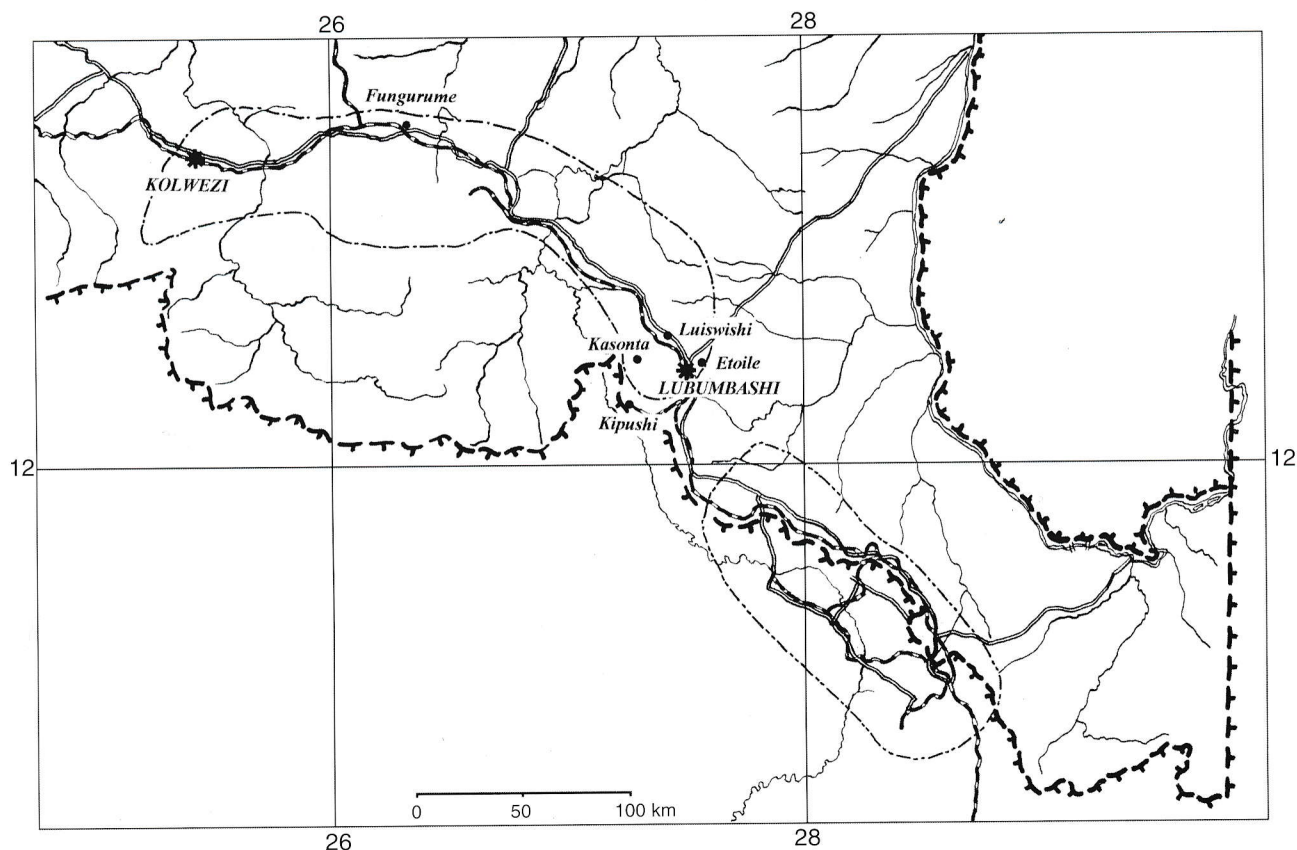 26 28
Fungurume
KOLWEZI
Luiswishi
Kasonta
Etoile
LUBUMBASHI
Kipushi
12 12
0 50 100 km
26 28